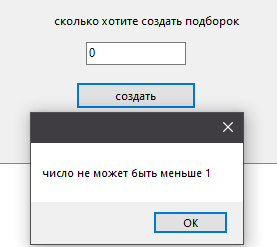 сколько хотите создать подборок
0
создать
число не может быть меньше 1
OK